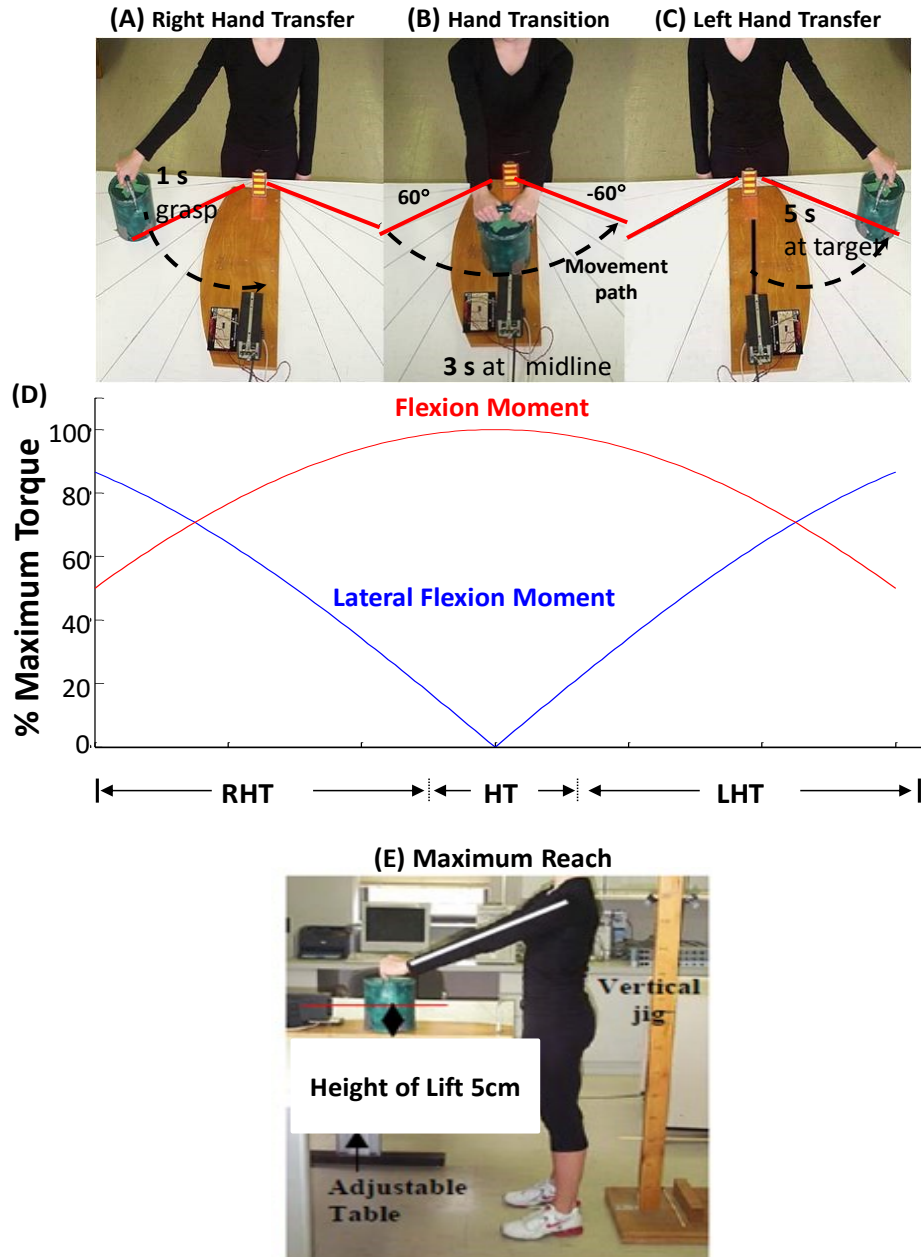 (A) Right Hand Transfer
(B) Hand Transition
(C) Left Hand Transfer
1 s
grasp
60°
-60°
Movement
path
3 s at midline
5 s
at target
(D)
% Maximum Torque
100
80
60
40
20
0
Flexion Moment
Lateral Flexion Moment
RHT
HT
LHT
(E) Maximum Reach
Vertical
jig
Height of Lift 5cm
Adjustable
Table